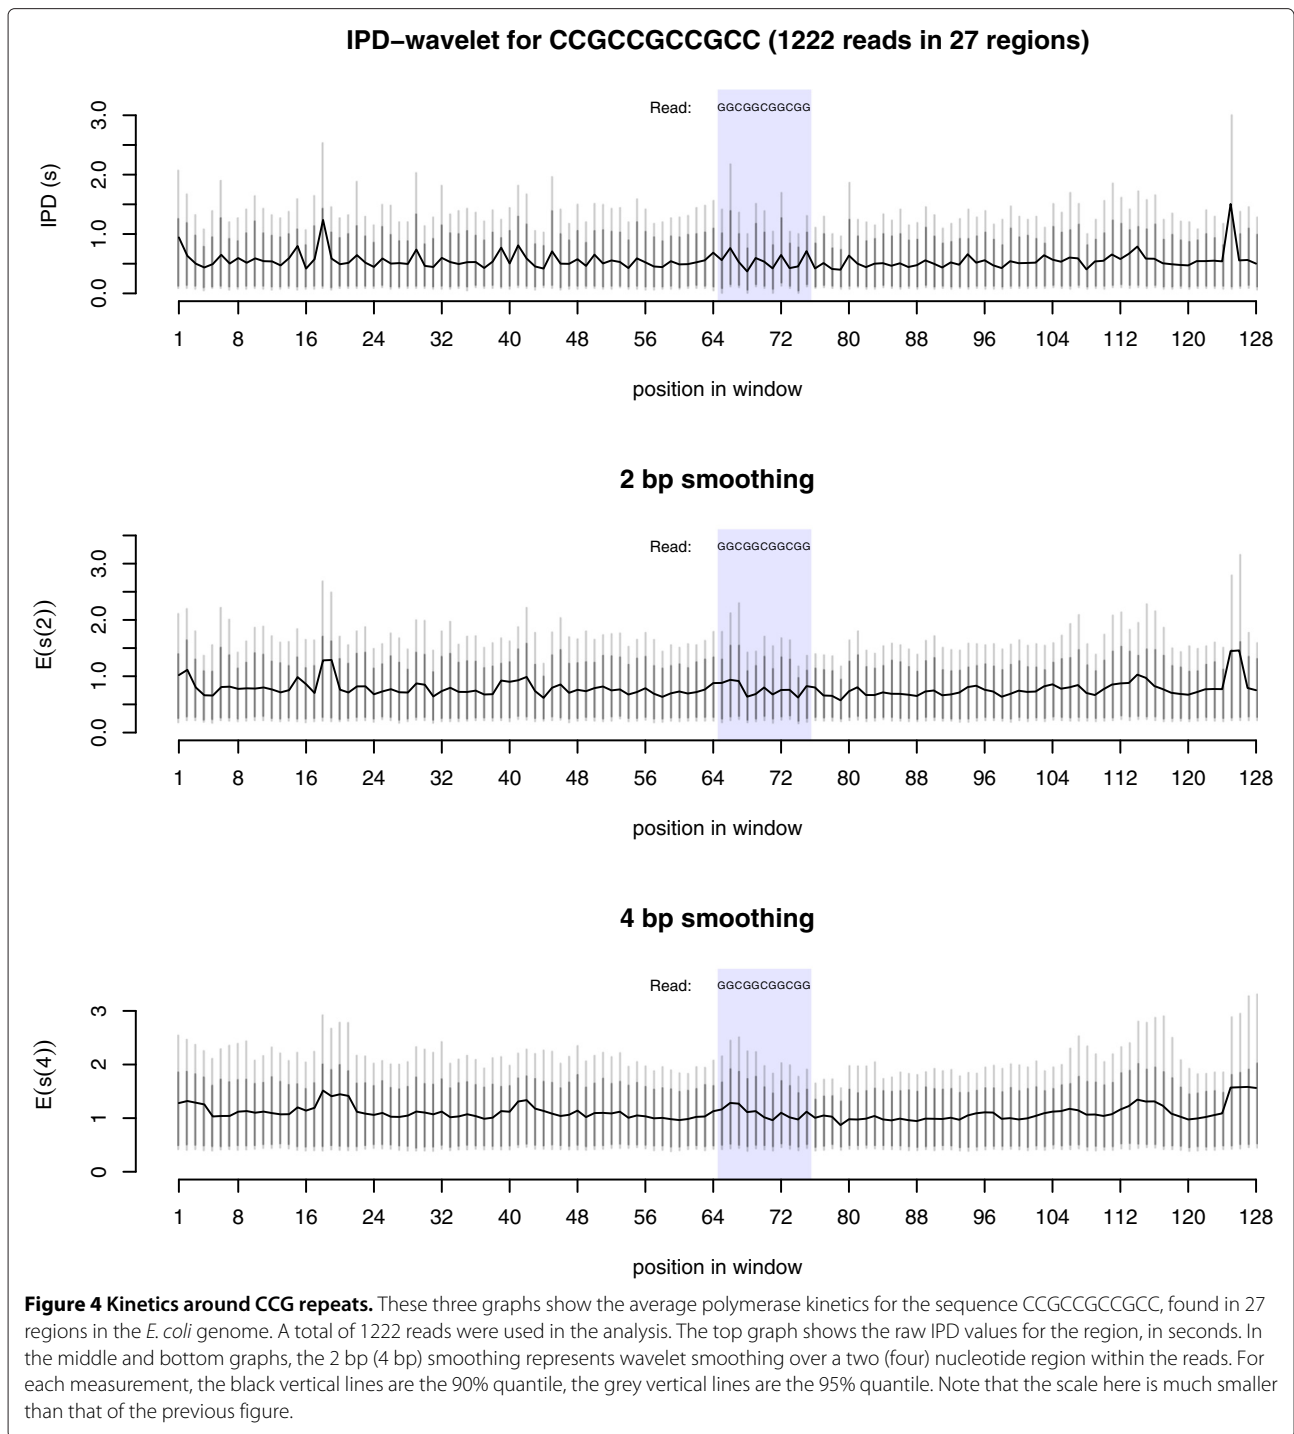 IPD–wavelet for CCGCCGCCGCC (1222 reads in 27 regions)
Read: GGCGGCGGCGG
IPD (s)
3.0
2.0
1.0
0.0
1 8 16 24 32 40 48 56 64 72 80 88 96 104 112 120 128
position in window
2 bp smoothing
Read: GGCGGCGGCGG
E(s(2))
3.0
2.0
1.0
0.0
1 8 16 24 32 40 48 56 64 72 80 88 96 104 112 120 128
position in window
4 bp smoothing
Read: GGCGGCGGCGG
E(s(4))
3
2
1
0
1 8 16 24 32 40 48 56 64 72 80 88 96 104 112 120 128
position in window
Figure 4 Kinetics around CCG repeats. These three graphs show the average polymerase kinetics for the sequence CCGCCGCCGCC, found in 27
regions in the E. coli genome. A total of 1222 reads were used in the analysis. The top graph shows the raw IPD values for the region, in seconds. In
the middle and bottom graphs, the 2 bp (4 bp) smoothing represents wavelet smoothing over a two (four) nucleotide region within the reads. For
each measurement, the black vertical lines are the 90% quantile, the grey vertical lines are the 95% quantile. Note that the scale here is much smaller
than that of the previous figure.